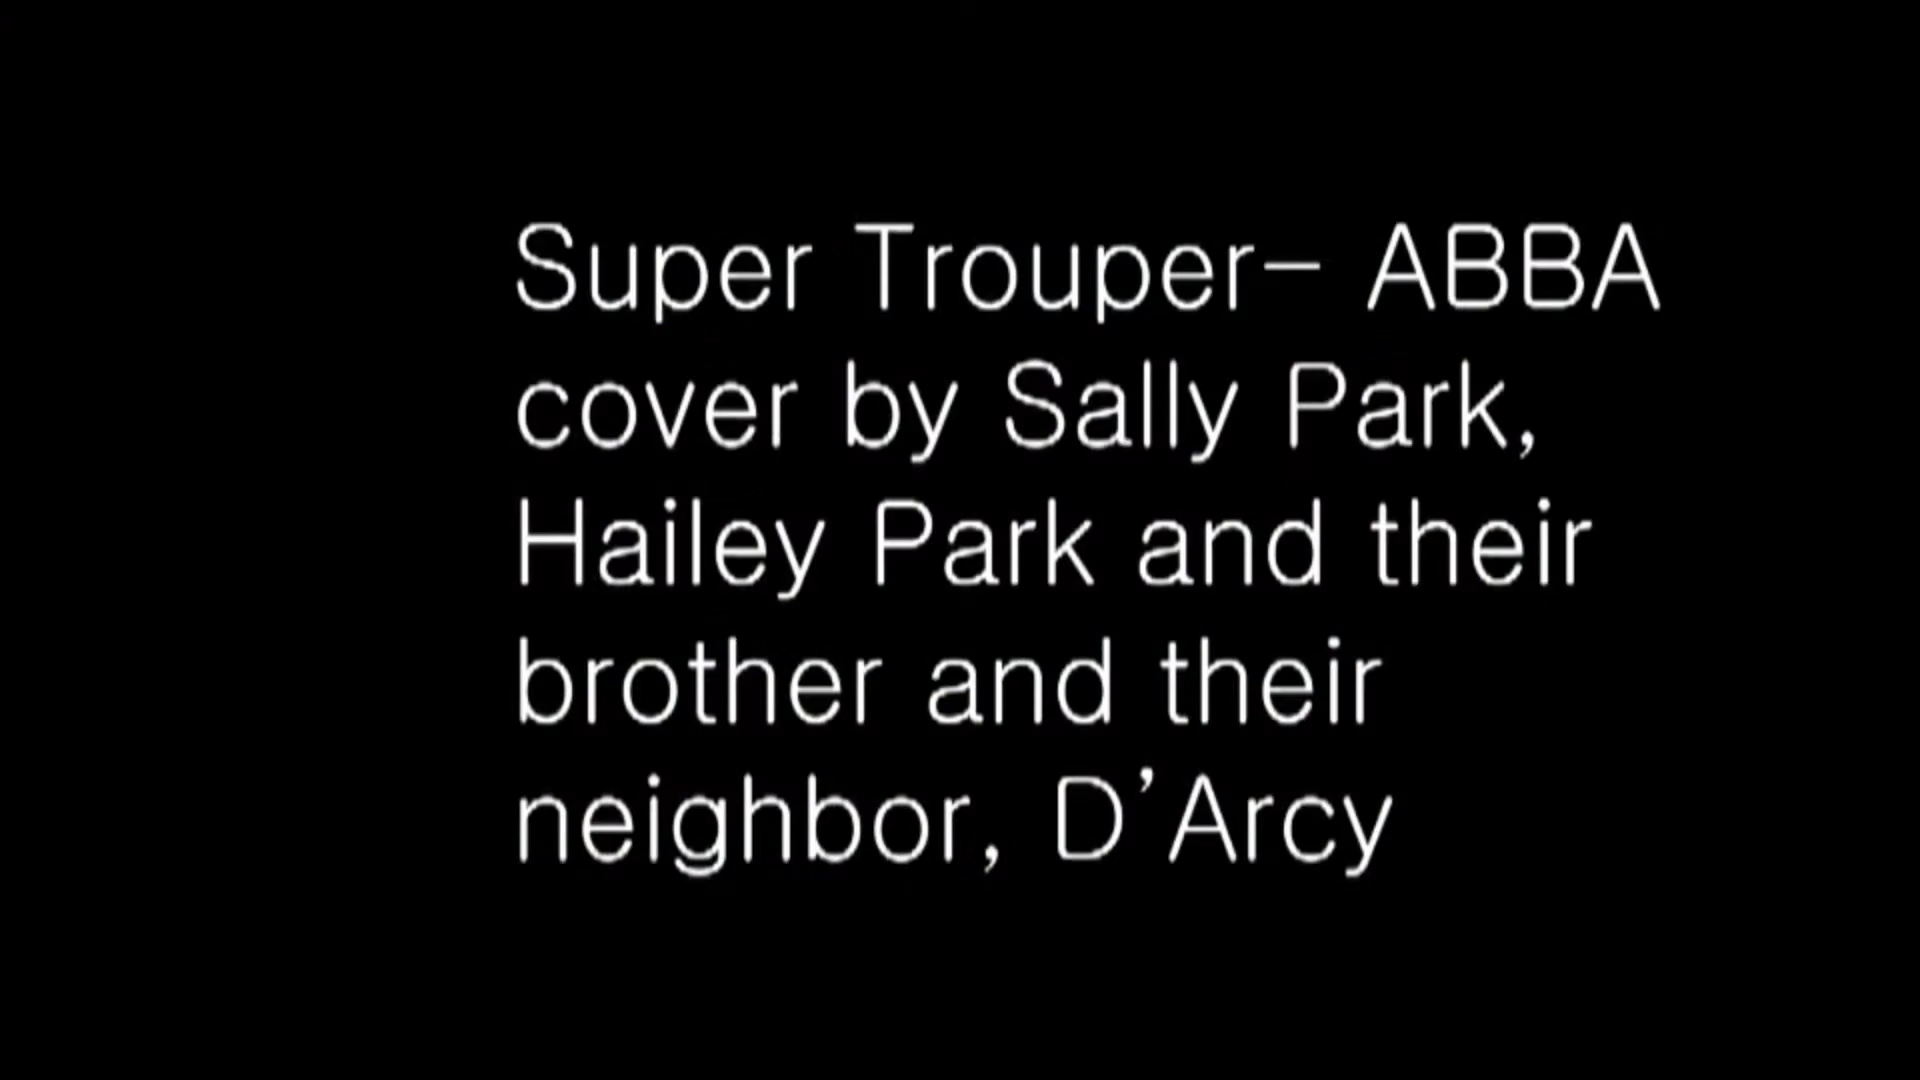 Super Trouper- ABBA
cover by Sally Park,
Hailey Park and their
brother and their
neighbor, D'Arcy